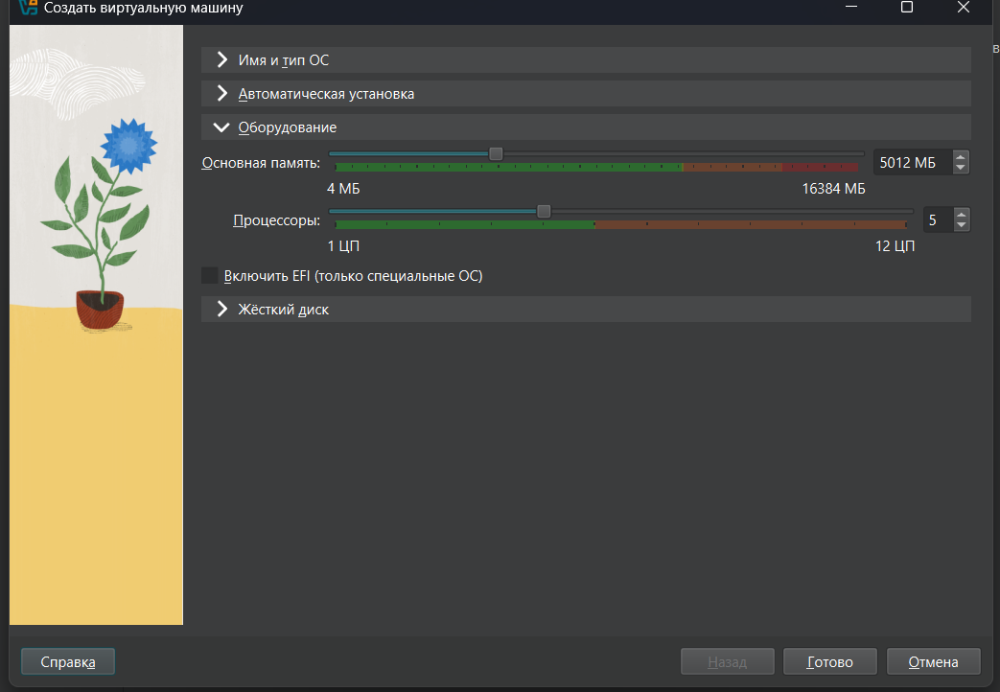 Создать виртуальную машину
Имя и тип ОС
Автоматическая установка
Оборудование
Основная память:
5012 МБ
4 МБ
16384 МБ
Процессоры:
5
1 ЦП
12 ЦП
Включить EFI (только специальные ОС)
Жёсткий диск
Справка
Назад
Готово
Отмена